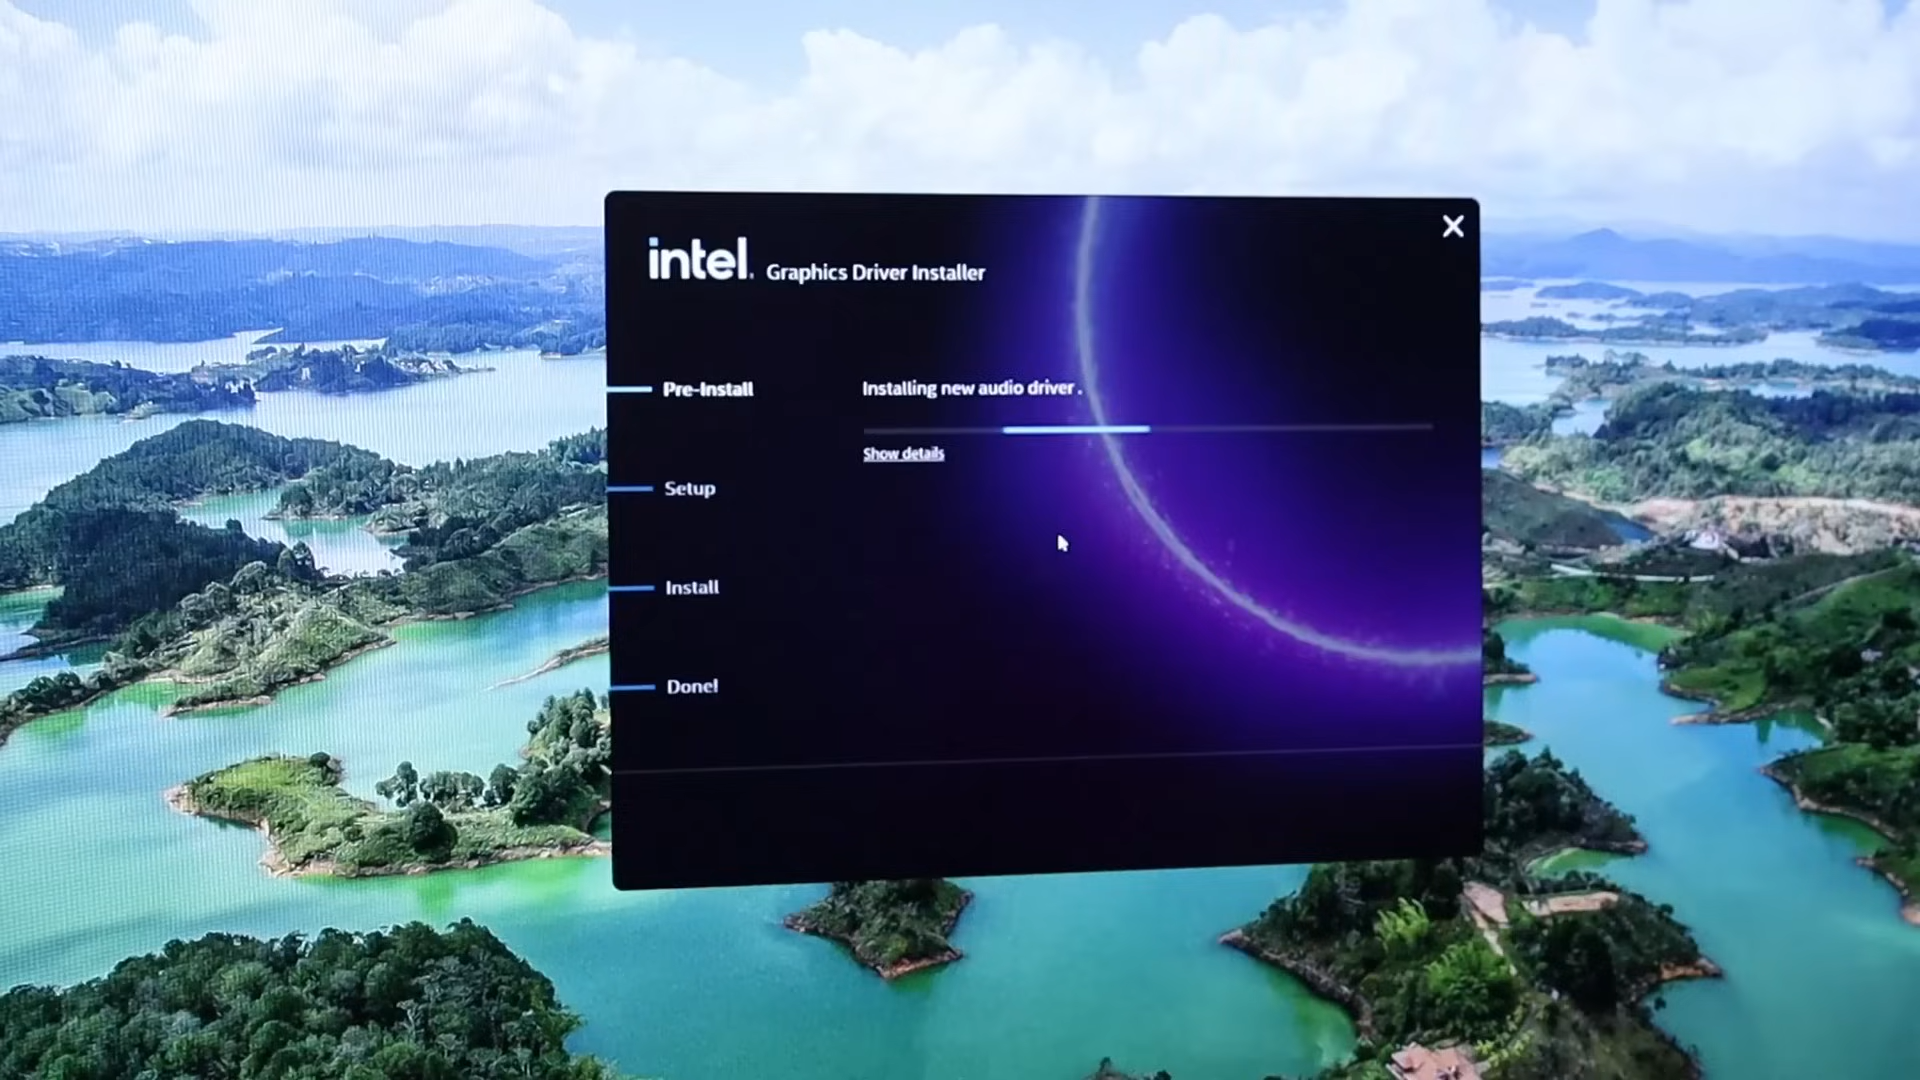 intel. Graphics Driver Installer
Pre-Install
Installing new audio driver .
Show details
Setup
Install
Done!